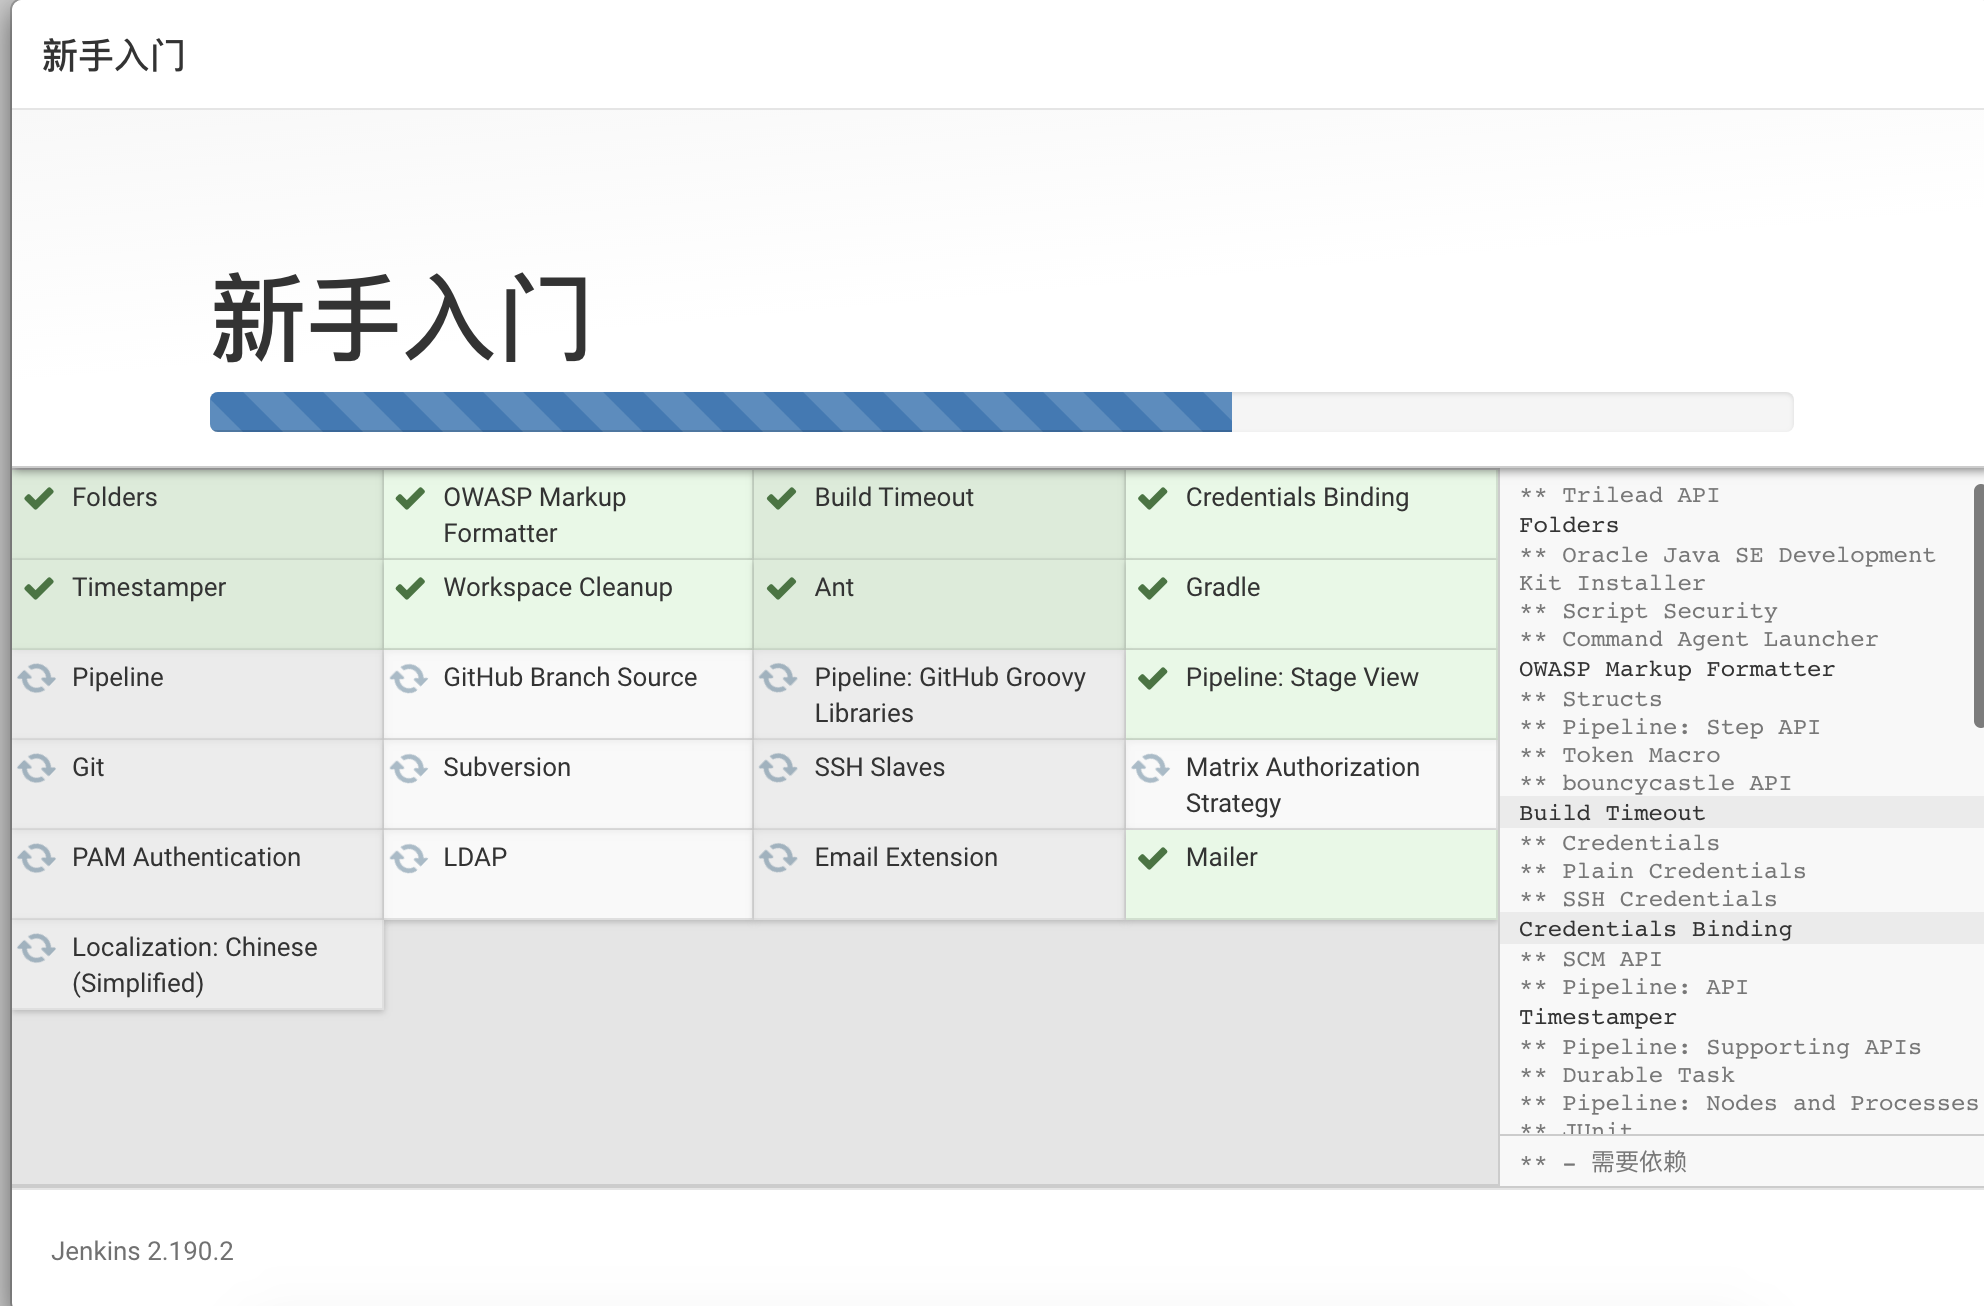 新手入门
新手入门
Folders
OWASP Markup
Formatter
Build Timeout
Credentials Binding
Timestamper
Workspace Cleanup
Ant
Gradle
Pipeline
GitHub Branch Source
Pipeline: GitHub Groovy
Libraries
Pipeline: Stage View
Git
Subversion
SSH Slaves
Matrix Authorization
Strategy
PAM Authentication
LDAP
Email Extension
Mailer
Localization: Chinese
(Simplified)
** Trilead API
Folders
** Oracle Java SE Development
Kit Installer
** Script Security
** Command Agent Launcher
OWASP Markup Formatter
** Structs
** Pipeline: Step API
** Token Macro
** bouncycastle API
Build Timeout
** Credentials
** Plain Credentials
** SSH Credentials
Credentials Binding
** SCM API
** Pipeline: API
Timestamper
** Pipeline: Supporting APIs
** Durable Task
** Pipeline: Nodes and Processes
** JUnit
** - 需要依赖
Jenkins 2.190.2